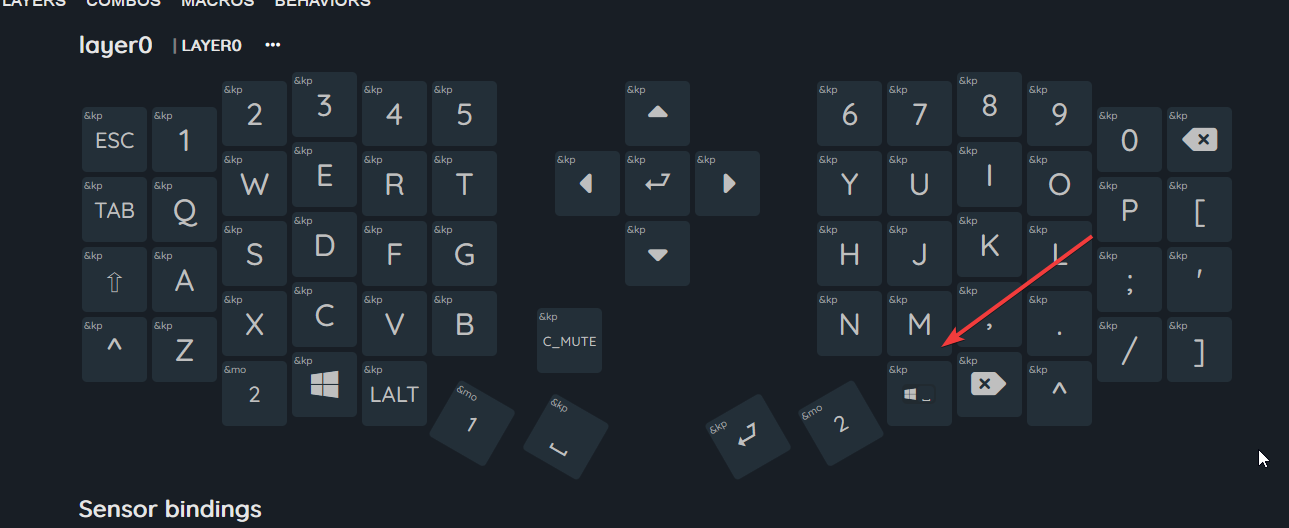 LAYERS COMBOS MACROS BEHAVIORS
layer0 | LAYER0 •••
&kp ESC &kp 1 &kp 2 &kp 3 &kp 4 &kp 5 &kp &kp 6 &kp 7 &kp 8 &kp 9 &kp 0 &kp
&kp TAB &kp Q &kp W &kp E &kp R &kp T &kp &kp &kp &kp Y &kp U &kp I &kp O &kp P &kp [
&kp ⇧ &kp A &kp S &kp D &kp F &kp G &kp &kp H &kp J &kp K &kp L &kp ; &kp '
&kp ^ &kp Z &kp X &kp C &kp V &kp B &kp C_MUTE &kp N &kp M &kp , &kp . &kp / &kp ]
&mo 2 &kp &kp LALT &mo 1 &kp ⎵ &kp &mo 2 &kp ⎵ &kp &kp ^
Sensor bindings